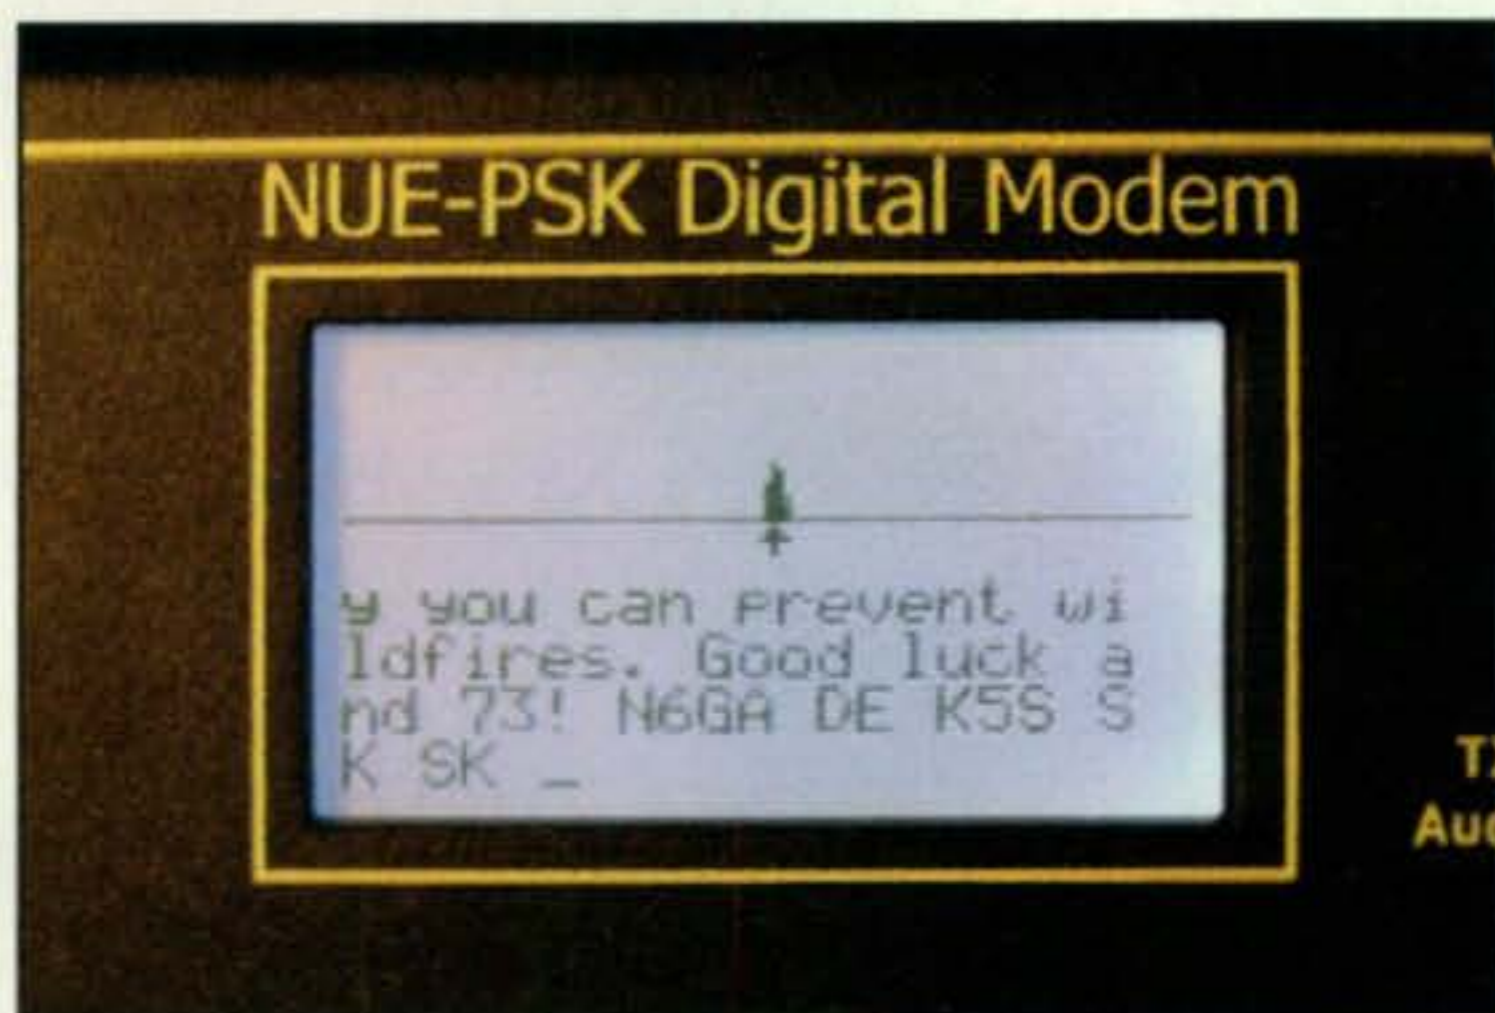 NUE-PSK Digital Modem
y you can prevent wi
ldfires. Good luck a
nd 73! N6GA DE K5S S
K SK _